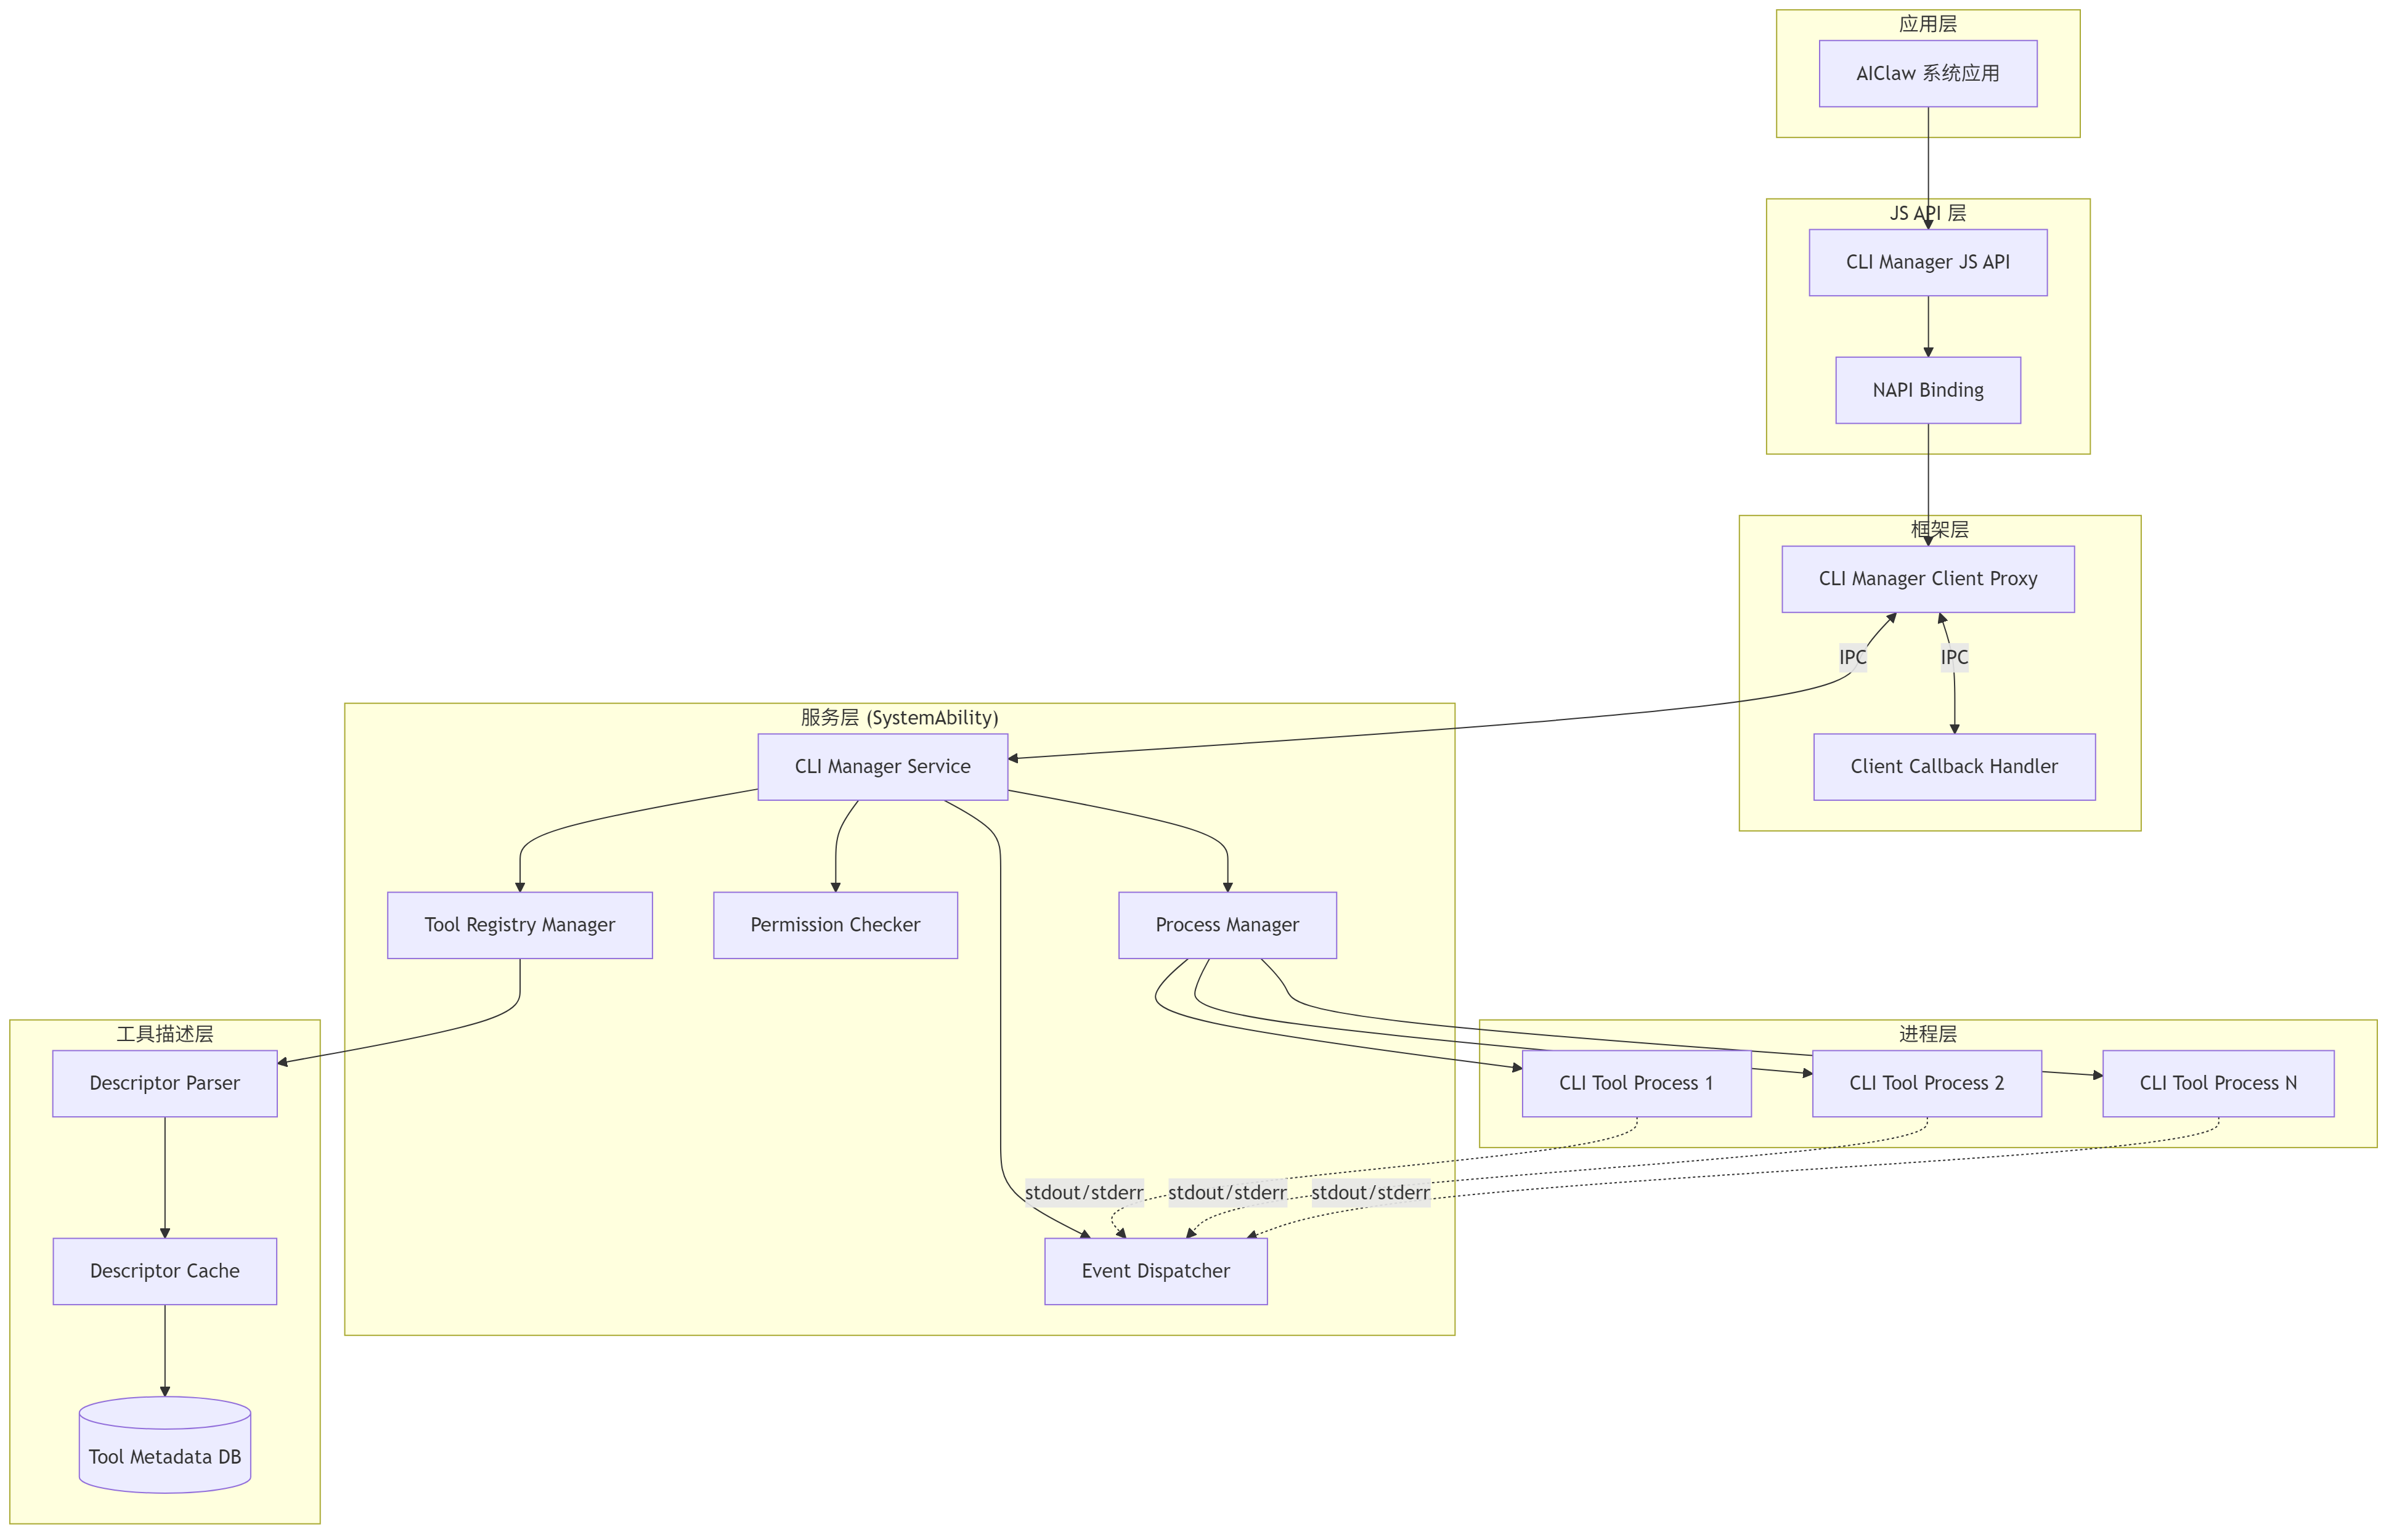 应用层
AIClaw 系统应用
JS API 层
CLI Manager JS API
NAPI Binding
框架层
CLI Manager Client Proxy
IPC
IPC
Client Callback Handler
服务层 (SystemAbility)
CLI Manager Service
Tool Registry Manager
Permission Checker
Process Manager
工具描述层
Descriptor Parser
进程层
CLI Tool Process 1
CLI Tool Process 2
CLI Tool Process N
stdout/stderr
stdout/stderr
stdout/stderr
Descriptor Cache
Event Dispatcher
Tool Metadata DB